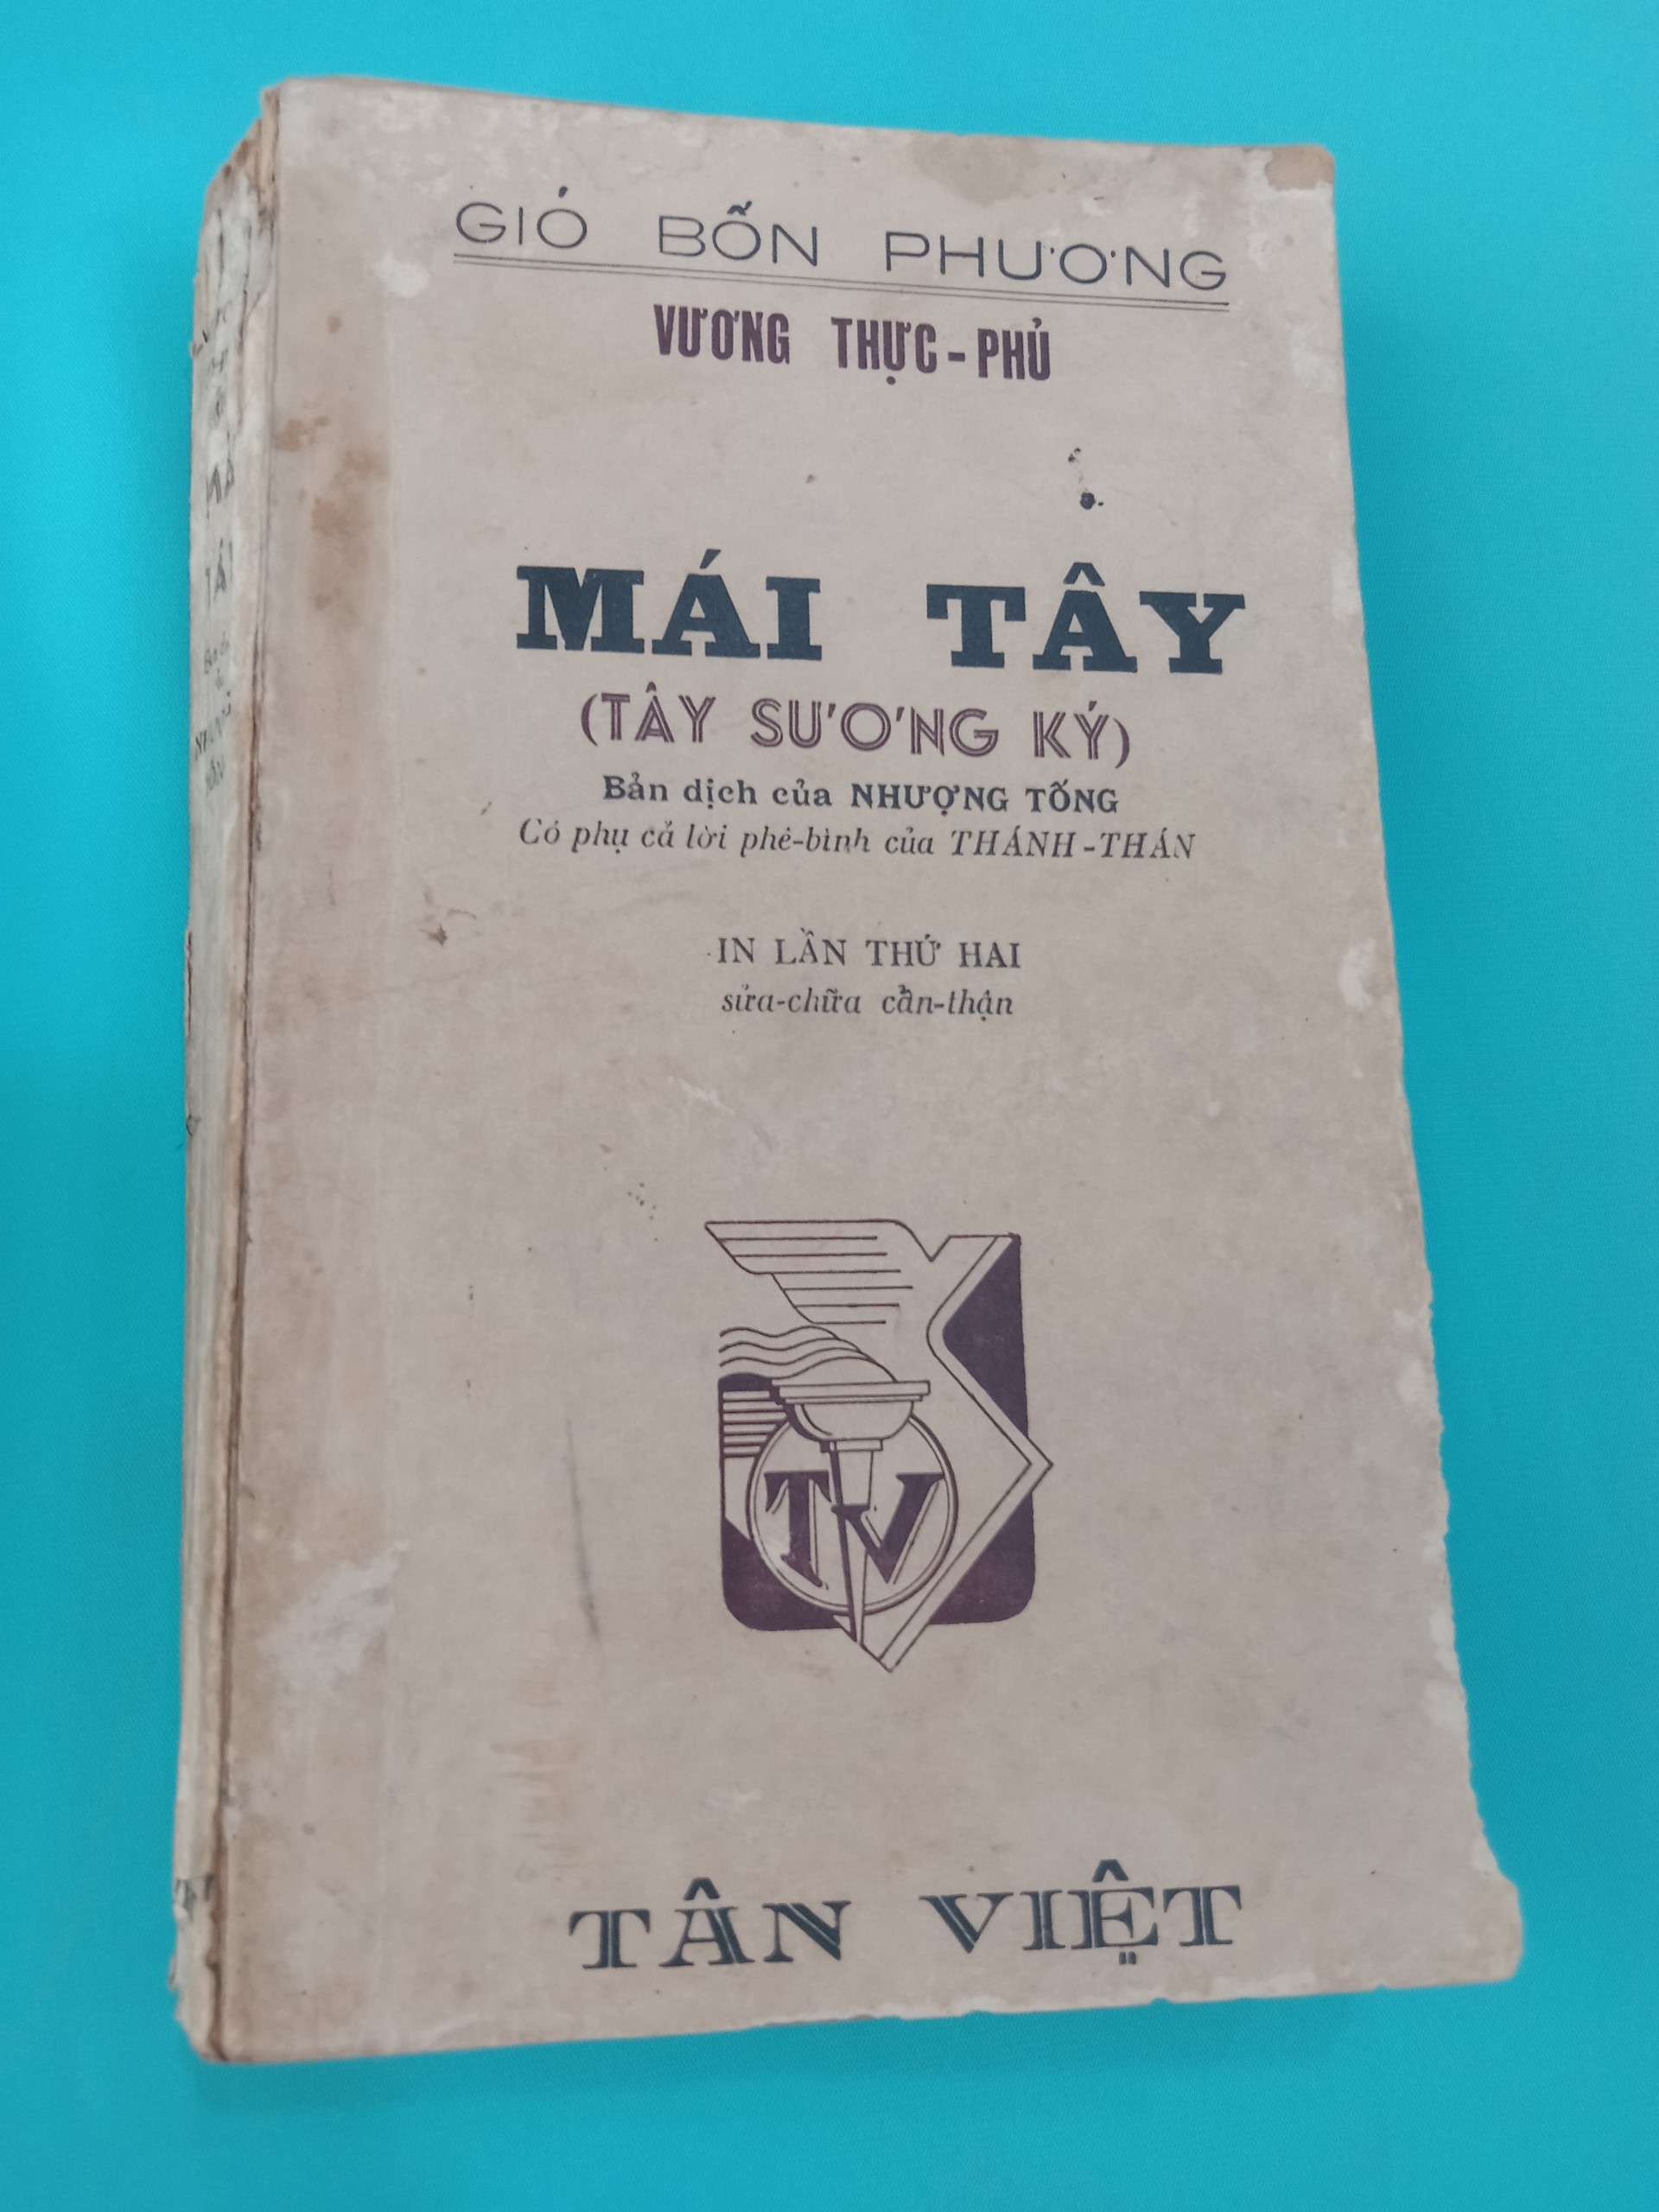 GIÓ BỐN PHƯƠNG
VƯƠNG THỰC-PHỦ
MÁI TÂY
(TÂY SƯƠNG KÝ)
Bản dịch của NHƯỢNG TỐNG
Có phụ cả lời phê-bình của THÁNH-THÁN
IN LẦN THỨ HAI
sửa-chữa cẩn-thận
TV
TÂN VIỆT